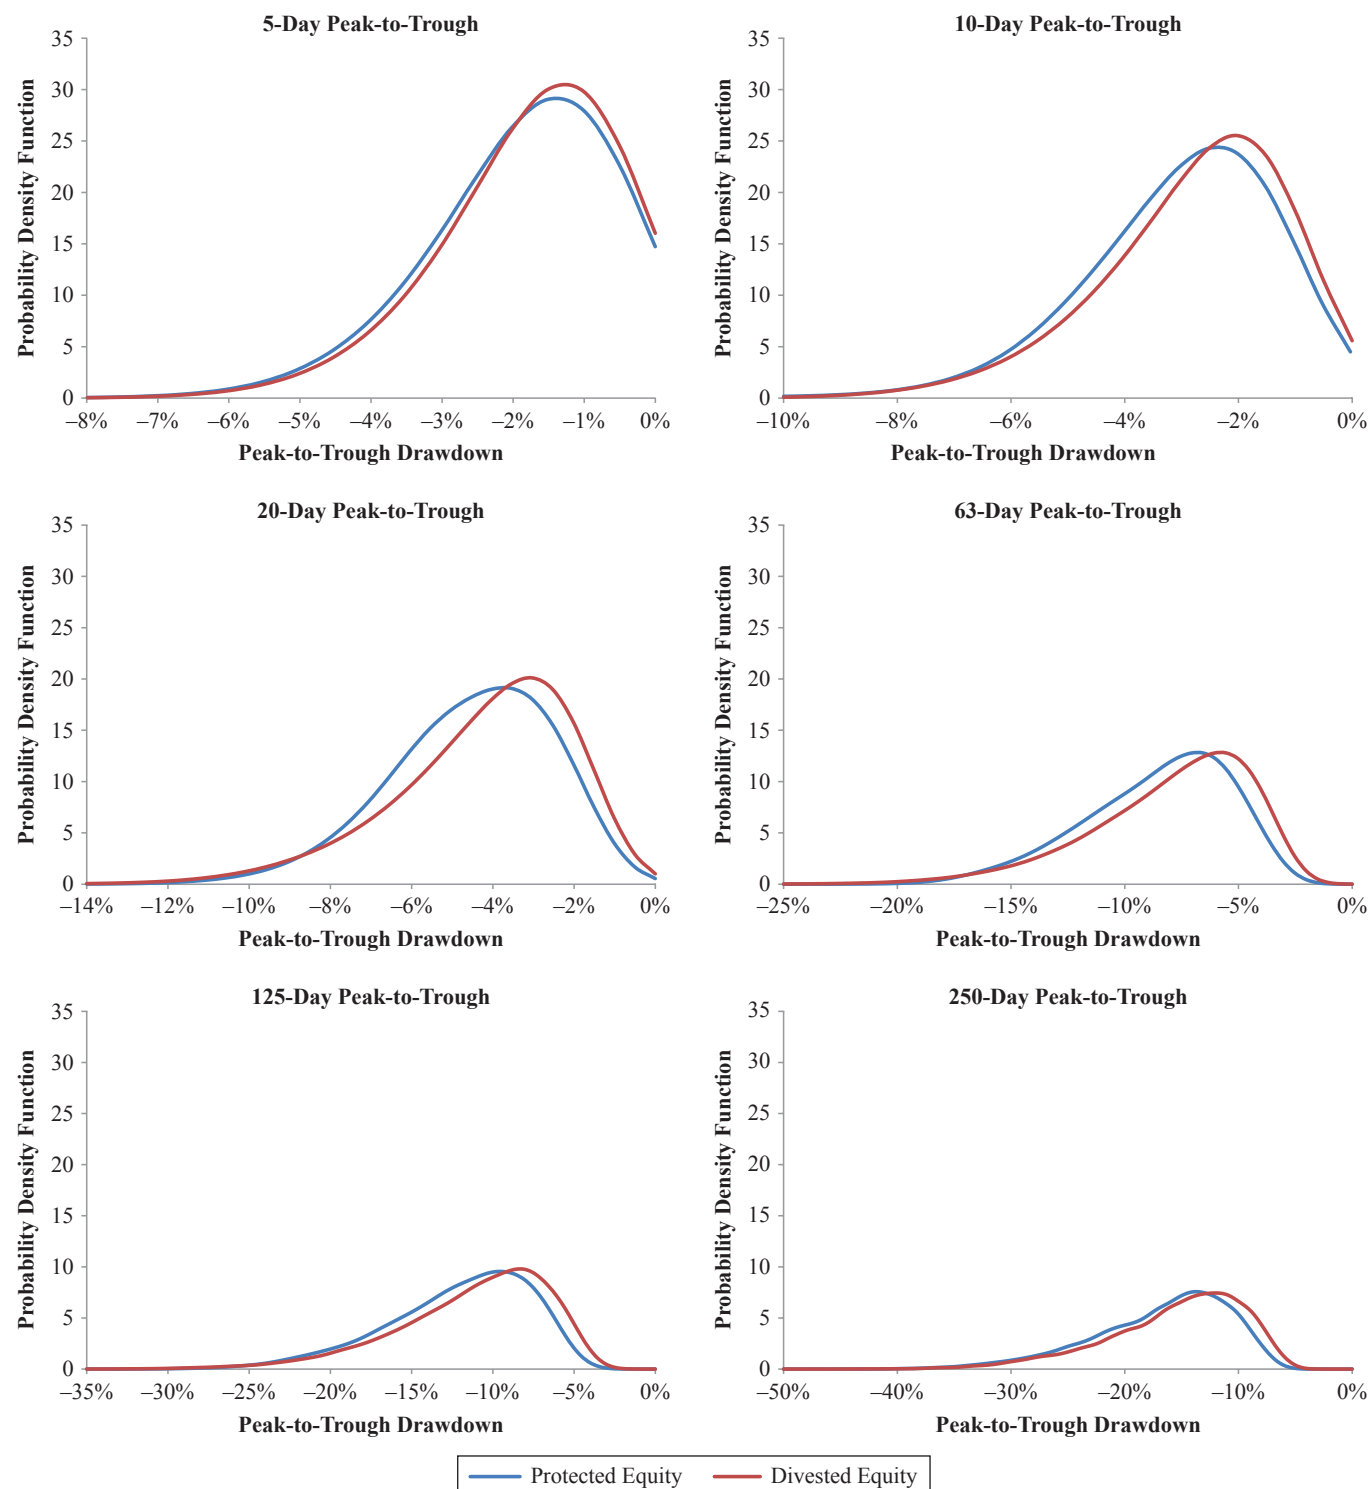 5-Day Peak-to-Trough
Probability Density Function
35
30
25
20
15
10
5
0
–8% –7% –6% –5% –4% –3% –2% –1% 0%
Peak-to-Trough Drawdown
10-Day Peak-to-Trough
Probability Density Function
35
30
25
20
15
10
5
0
–10% –8% –6% –4% –2% 0%
Peak-to-Trough Drawdown
20-Day Peak-to-Trough
Probability Density Function
35
30
25
20
15
10
5
0
–14% –12% –10% –8% –6% –4% –2% 0%
Peak-to-Trough Drawdown
63-Day Peak-to-Trough
Probability Density Function
35
30
25
20
15
10
5
0
–25% –20% –15% –10% –5% 0%
Peak-to-Trough Drawdown
125-Day Peak-to-Trough
Probability Density Function
35
30
25
20
15
10
5
0
–35% –30% –25% –20% –15% –10% –5% 0%
Peak-to-Trough Drawdown
250-Day Peak-to-Trough
Probability Density Function
35
30
25
20
15
10
5
0
–50% –40% –30% –20% –10% 0%
Peak-to-Trough Drawdown
Protected Equity Divested Equity